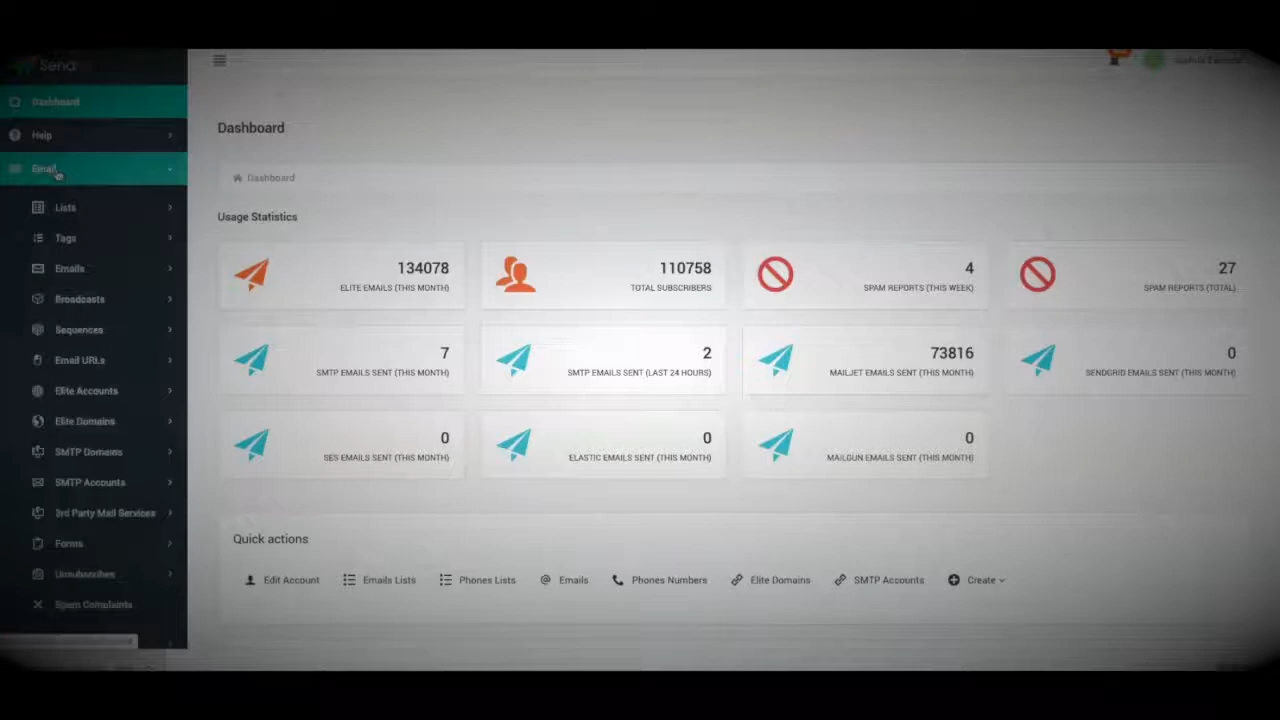 Dashboard
Help
Email
Lists
Tags
Emails
Broadcasts
Sequences
Email URLs
Elite Accounts
Elite Domains
SMTP Domains
SMTP Accounts
3rd Party Mail Services
Forms
Unsubscribes
Spam Complaints
Dashboard
Dashboard
Usage Statistics
134078
ELITE EMAILS (THIS MONTH)
110758
TOTAL SUBSCRIBERS
4
SPAM REPORTS (THIS WEEK)
27
SPAM REPORTS (TOTAL)
7
SMTP EMAILS SENT (THIS MONTH)
2
SMTP EMAILS SENT (LAST 24 HOURS)
73816
MAILJET EMAILS SENT (THIS MONTH)
0
SENDGRID EMAILS SENT (THIS MONTH)
0
SES EMAILS SENT (THIS MONTH)
0
ELASTIC EMAILS SENT (THIS MONTH)
0
MAILGUN EMAILS SENT (THIS MONTH)
Quick actions
Edit Account Emails Lists Phones Lists Emails Phones Numbers Elite Domains SMTP Accounts Create